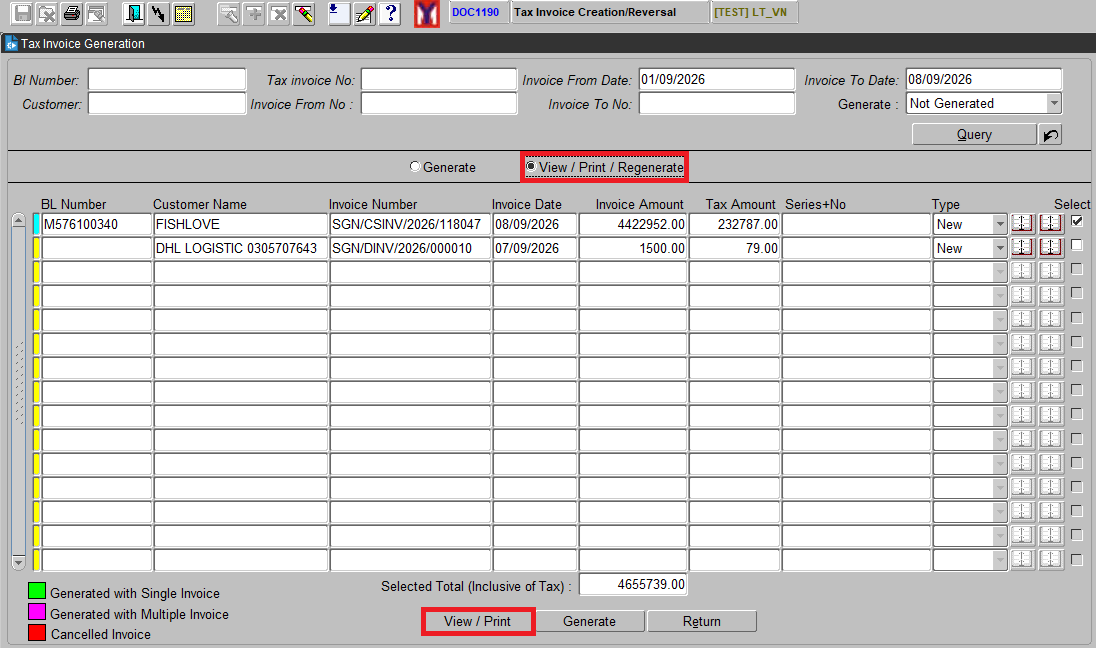 DOC1190 Tax Invoice Creation/Reversal [TEST] LT_VN
Tax Invoice Generation
Bl Number: Tax invoice No: Invoice From Date: 01/09/2026 Invoice To Date: 08/09/2026
Customer: Invoice From No : Invoice To No: Generate : Not Generated
Query
Generate View / Print / Regenerate
BL Number Customer Name Invoice Number Invoice Date Invoice Amount Tax Amount Series+No Type Select
M576100340 FISHLOVE SGN/CSINV/2026/118047 08/09/2026 4422952.00 232787.00 New
DHL LOGISTIC 0305707643 SGN/DINV/2026/000010 07/09/2026 1500.00 79.00 New
Selected Total (Inclusive of Tax) : 4655739.00
Generated with Single Invoice
Generated with Multiple Invoice
Cancelled Invoice
View / Print Generate Return